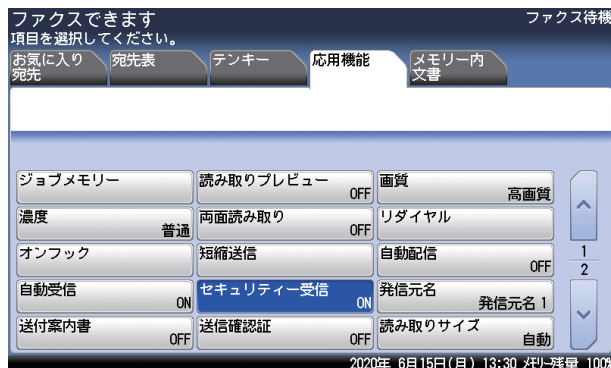 ファクスできます
ファクス待機
項目を選択してください。
お気に入り
宛先
宛先表
テンキー
応用機能
メモリー内
文書
ジョブメモリー
読み取りプレビュー
OFF
画質
高画質
濃度
普通
両面読み取り
OFF
リダイヤル
オンフック
短縮送信
自動配信
OFF
1
2
自動受信
ON
セキュリティー受信
ON
発信元名
発信元名 1
送付案内書
OFF
送信確認証
OFF
読み取りサイズ
自動
2020年 6月15日(月) 13:30 メモリー残量 100%